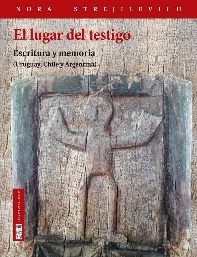 NORA STREJILEVICH
El lugar del testigo
Escritura y memoria
(Uruguay, Chile y Argentina)